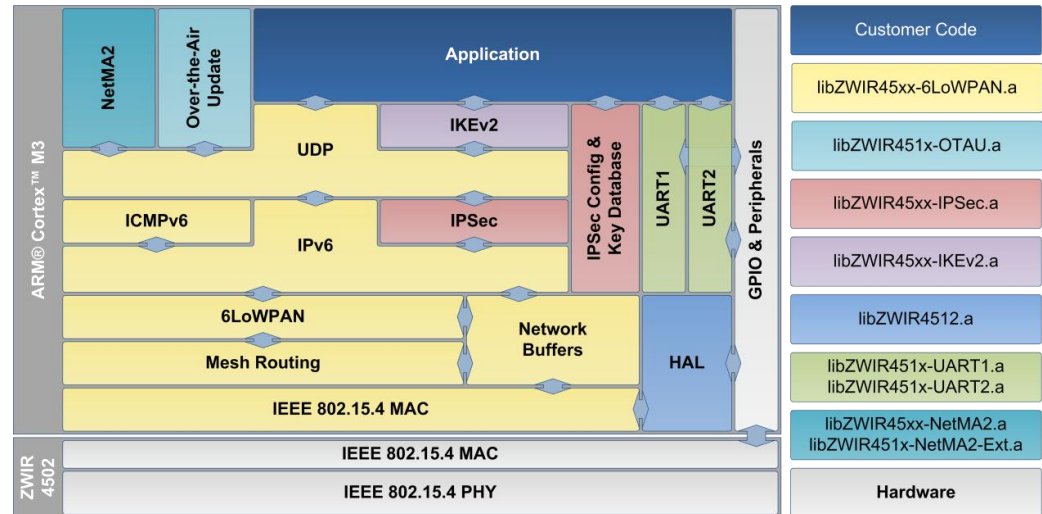 ARM® Cortex™ M3
NetMA2
Over-the-Air
Update
Application
UDP
IKEv2
IPSec Config &
Key Database
UART1
UART2
GPIO & Peripherals
ICMPv6
IPv6
IPSec
6LoWPAN
Mesh Routing
Network
Buffers
HAL
IEEE 802.15.4 MAC
ZWIR
4502
IEEE 802.15.4 MAC
IEEE 802.15.4 PHY
Customer Code
libZWIR45xx-6LoWPAN.a
libZWIR451x-OTAU.a
libZWIR45xx-IPSec.a
libZWIR45xx-IKEv2.a
libZWIR4512.a
libZWIR451x-UART1.a
libZWIR451x-UART2.a
libZWIR45xx-NetMA2.a
libZWIR451x-NetMA2-Ext.a
Hardware